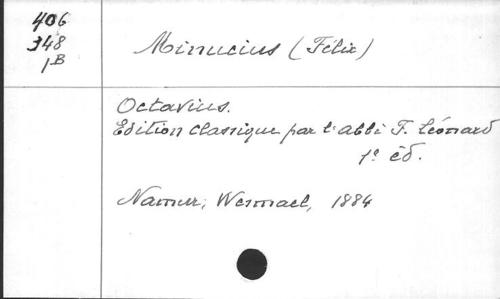 406
348
1B
Minucius (Felix)
Octavius.
Edition classique par l'abbé F. Léonard
1e éd.
Namur, Wesmael, 1884